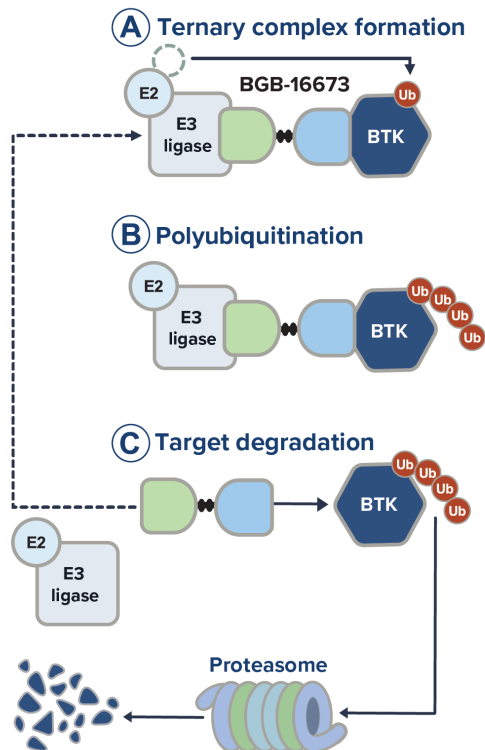 A Ternary complex formation
BGB-16673
E2
Ub
E3
ligase
BTK
B Polyubiquitination
E2
Ub
Ub
Ub
Ub
E3
ligase
BTK
C Target degradation
Ub
Ub
Ub
Ub
BTK
E2
E3
ligase
Proteasome